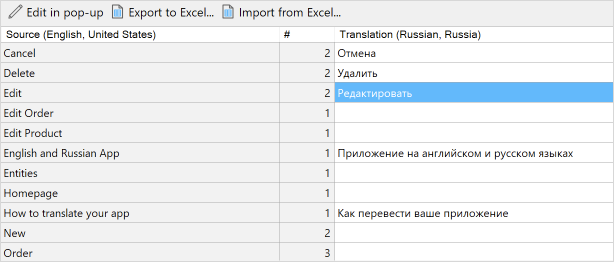 Edit in pop-up Export to Excel... Import from Excel...
Source (English, United States) # Translation (Russian, Russia)
Cancel 2 Отмена
Delete 2 Удалить
Edit 2 Редактировать
Edit Order 1
Edit Product 1
English and Russian App 1 Приложение на английском и русском языках
Entities 1
Homepage 1
How to translate your app 1 Как перевести ваше приложение
New 2
Order 3